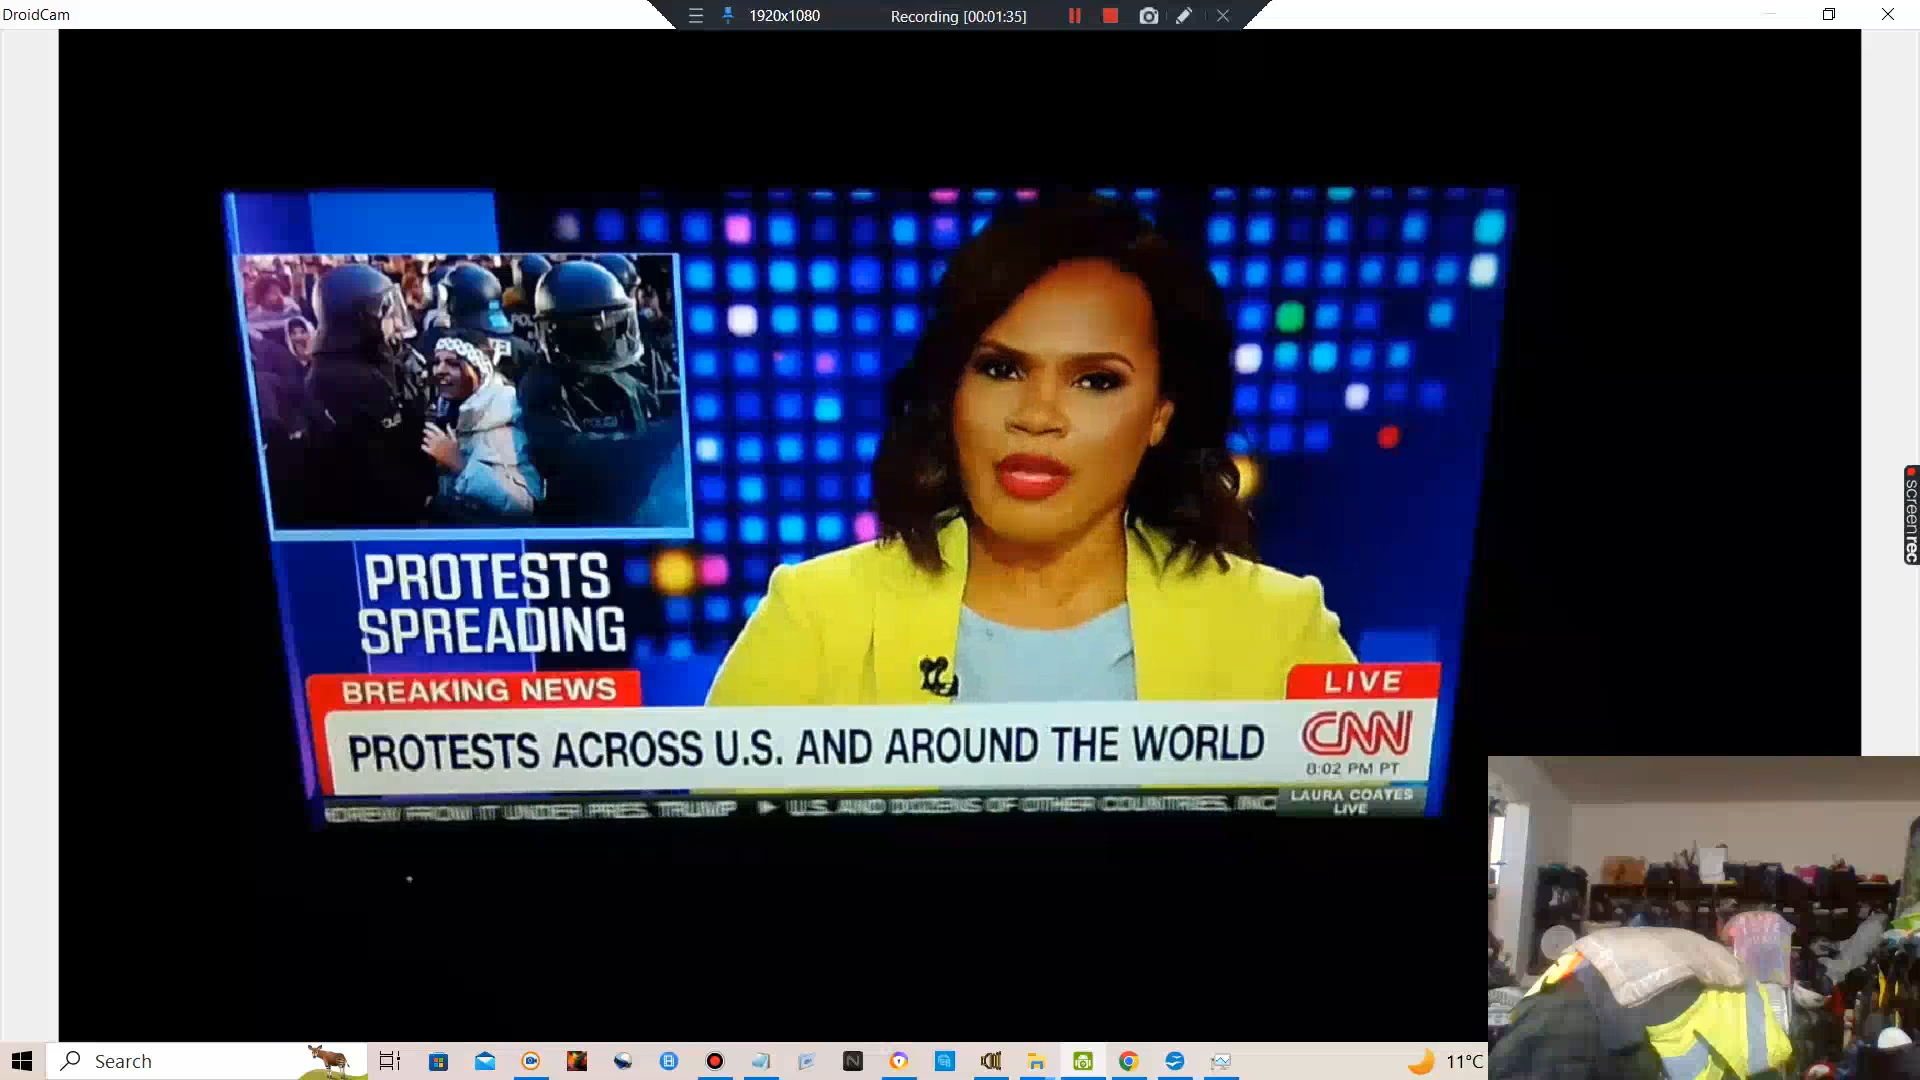 DroidCam
1920x1080
Recording [00:01:35]
PROTESTS
SPREADING
BREAKING NEWS
PROTESTS ACROSS U.S. AND AROUND THE WORLD
LIVE
CNN
8:02 PM PT
LAURA COATES
LIVE
UNDER PRES. TRUMP ▶ U.S. AND DOZENS OF OTHER COUNTRIES, INC
screenrec
Search
11°C